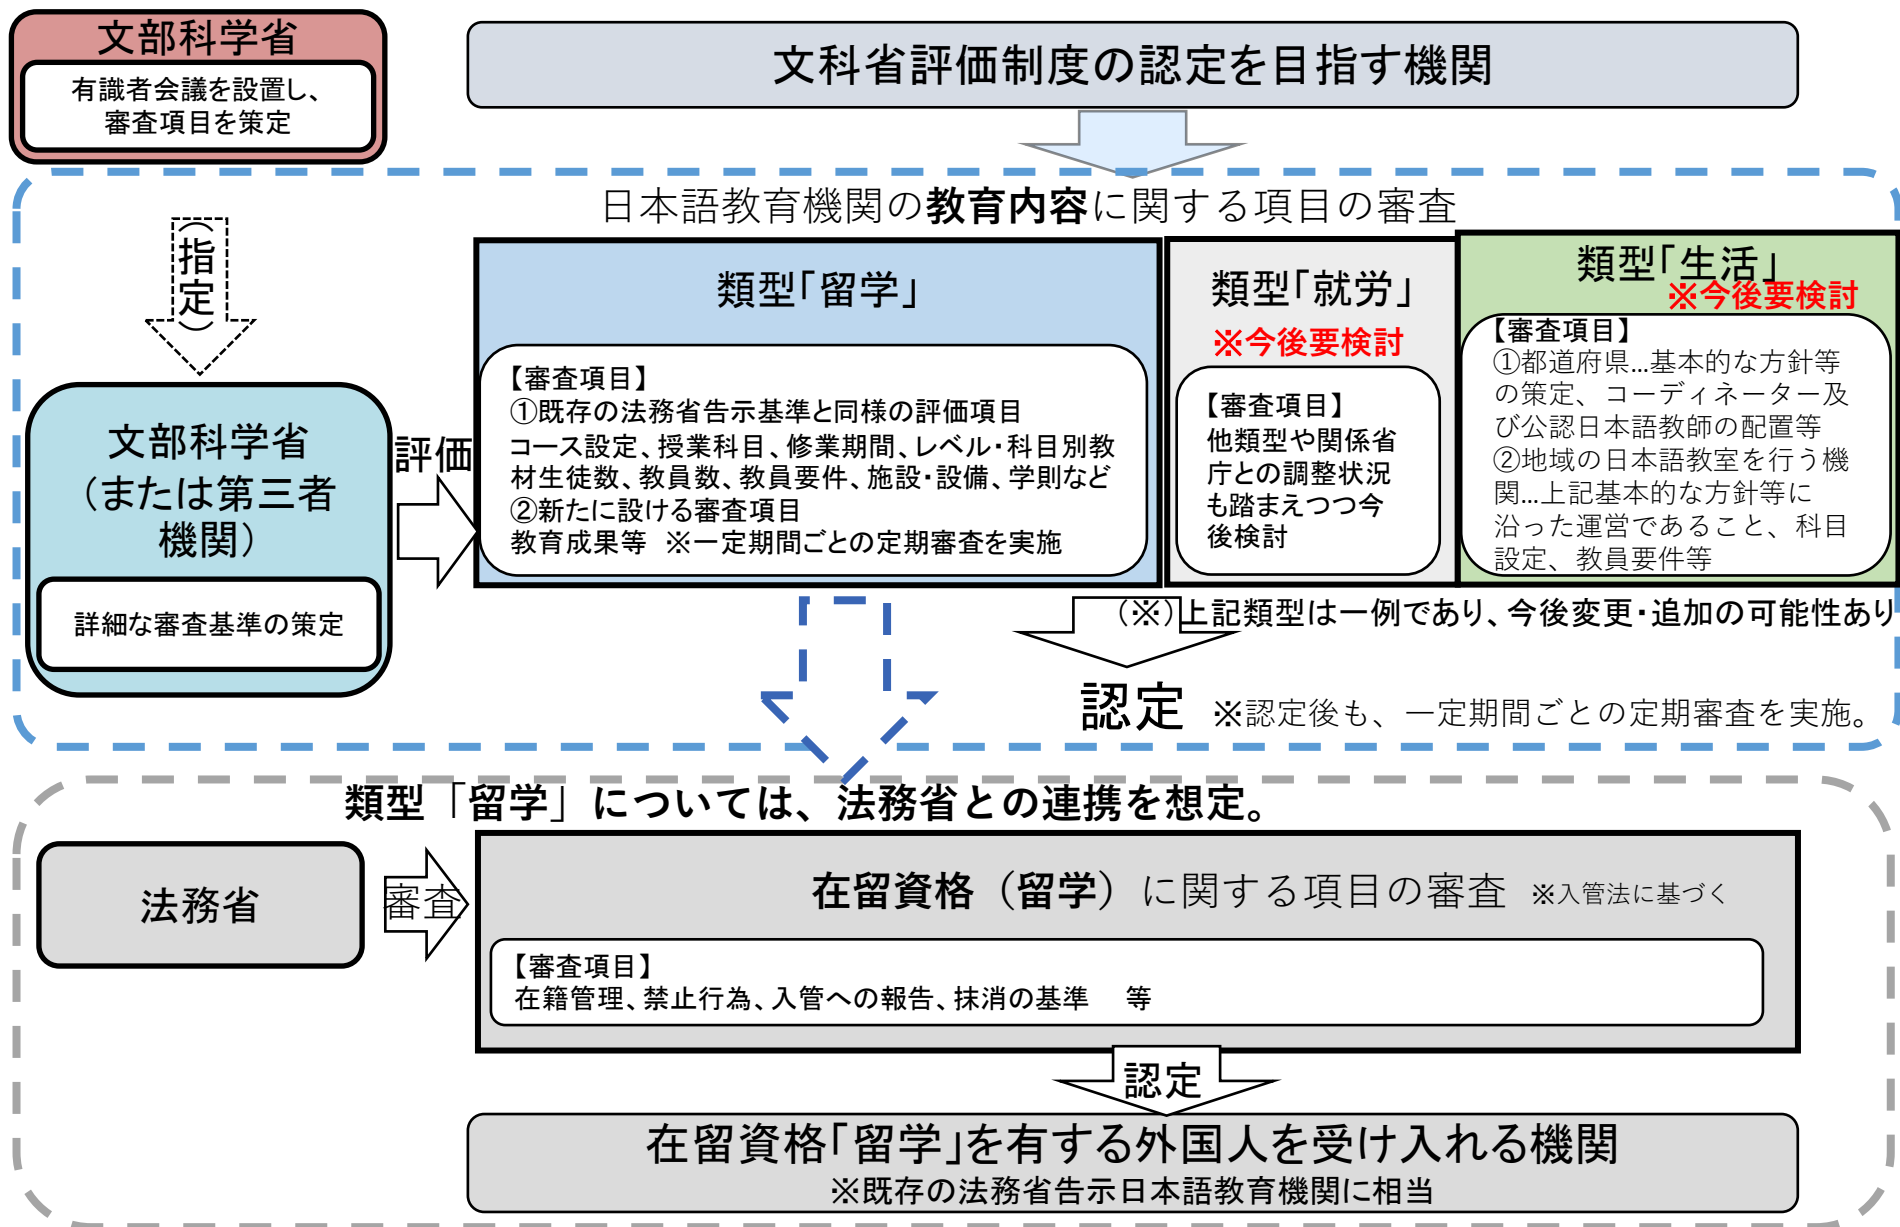 文部科学省
有識者会議を設置し、
審査項目を策定
文科省評価制度の認定を目指す機関
日本語教育機関の教育内容に関する項目の審査
（指定）
文部科学省
（または第三者
機関）
詳細な審査基準の策定
評価
類型「留学」
【審査項目】
①既存の法務省告示基準と同様の評価項目
コース設定、授業科目、修業期間、レベル・科目別教
材生徒数、教員数、教員要件、施設・設備、学則など
②新たに設ける審査項目
教育成果等　※一定期間ごとの定期審査を実施
類型「就労」
※今後要検討
【審査項目】
他類型や関係省
庁との調整状況
も踏まえつつ今
後検討
類型「生活」
※今後要検討
【審査項目】
①都道府県…基本的な方針等
の策定、コーディネーター及
び公認日本語教師の配置等
②地域の日本語教室を行う機
関…上記基本的な方針等に
沿った運営であること、科目
設定、教員要件等
（※）上記類型は一例であり、今後変更・追加の可能性あり
認定　※認定後も、一定期間ごとの定期審査を実施。
類型「留学」については、法務省との連携を想定。
法務省
審査
在留資格（留学）に関する項目の審査　※入管法に基づく
【審査項目】
在籍管理、禁止行為、入管への報告、抹消の基準　等
認定
在留資格「留学」を有する外国人を受け入れる機関
※既存の法務省告示日本語教育機関に相当